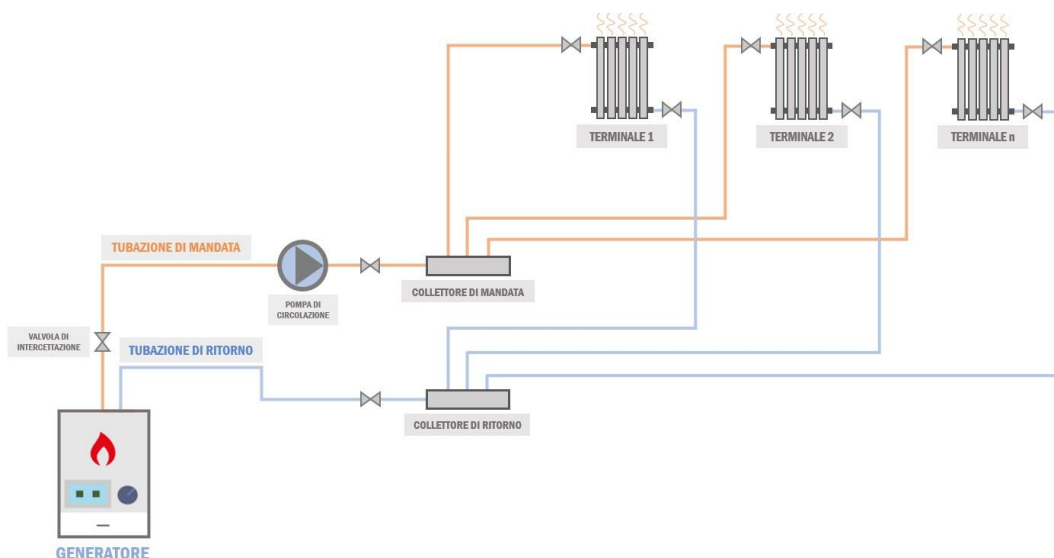 TERMINALE 1
TERMINALE 2
TERMINALE n
TUBAZIONE DI MANDATA
COLLETTORE DI MANDATA
POMPA DI
CIRCOLAZIONE
VALVOLA DI
INTERCETTAZIONE
TUBAZIONE DI RITORNO
COLLETTORE DI RITORNO
GENERATORE